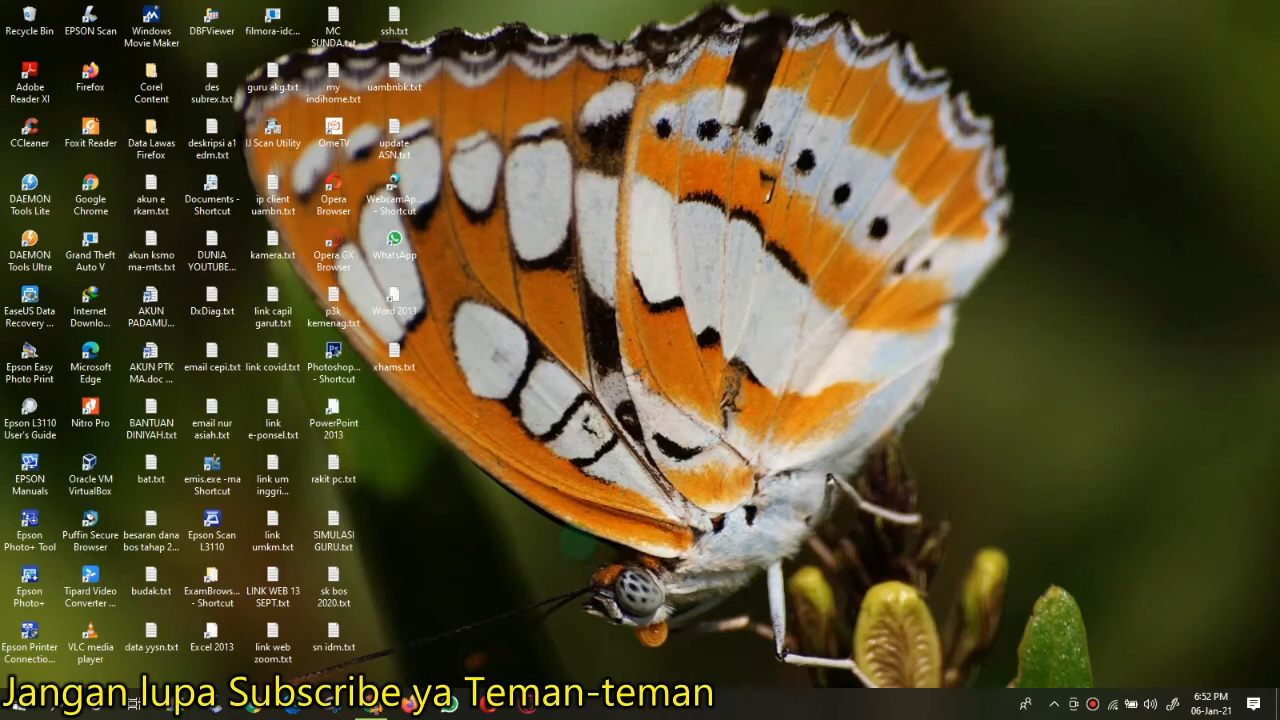 Recycle Bin
EPSON Scan
Windows
Movie Maker
DBFViewer
filmora-idc...
MC
SUNDA.txt
ssh.txt
Adobe
Reader XI
Firefox
Corel
Content
des
subrex.txt
guru akg.txt
my
indihome.txt
uambnbk.txt
CCleaner
Foxit Reader
Data Lawas
Firefox
deskripsi a1
edm.txt
IJ Scan Utility
OmeTV
update
ASN.txt
DAEMON
Tools Lite
Google
Chrome
akun e
rkam.txt
Documents -
Shortcut
ip client
uambn.txt
Opera
Browser
WebcamAp...
- Shortcut
DAEMON
Tools Ultra
Grand Theft
Auto V
akun ksmo
ma-mts.txt
DUNIA
YOUTUBE...
kamera.txt
Opera GX
Browser
WhatsApp
EaseUS Data
Recovery ...
Internet
Downlo...
AKUN
PADAMU...
DxDiag.txt
link capil
garut.txt
p3k
kemenag.txt
Word 2013
Epson Easy
Photo Print
Microsoft
Edge
AKUN PTK
MA.doc ...
email cepi.txt
link covid.txt
Photoshop...
- Shortcut
xhams.txt
Epson L3110
User's Guide
Nitro Pro
BANTUAN
DINIYAH.txt
email nur
asiah.txt
link
e-ponsel.txt
PowerPoint
2013
EPSON
Manuals
Oracle VM
VirtualBox
bat.txt
emis.exe -ma
Shortcut
link um
inggri...
rakit pc.txt
Epson
Photo+ Tool
Puffin Secure
Browser
besaran dana
bos tahap 2...
Epson Scan
L3110
link
umkm.txt
SIMULASI
GURU.txt
Epson
Photo+
Tipard Video
Converter ...
budak.txt
ExamBrows...
- Shortcut
LINK WEB 13
SEPT.txt
sk bos
2020.txt
Epson Printer
Connectio...
VLC media
player
data yysn.txt
Excel 2013
link web
zoom.txt
sn idm.txt
Jangan lupa Subscribe ya Teman-teman
6:52 PM
06-Jan-21